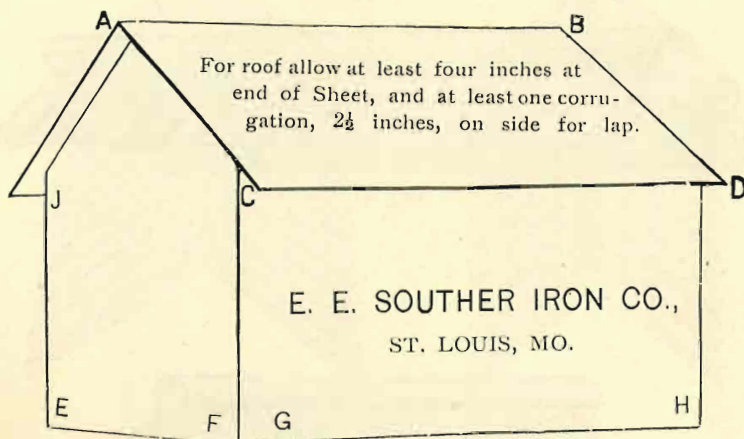 A
B
For roof allow at least four inches at
end of Sheet, and at least one corru-
gation, 2½ inches, on side for lap.
J
C
D
E. E. SOUTHER IRON CO.,
ST. LOUIS, MO.
E
F
G
H